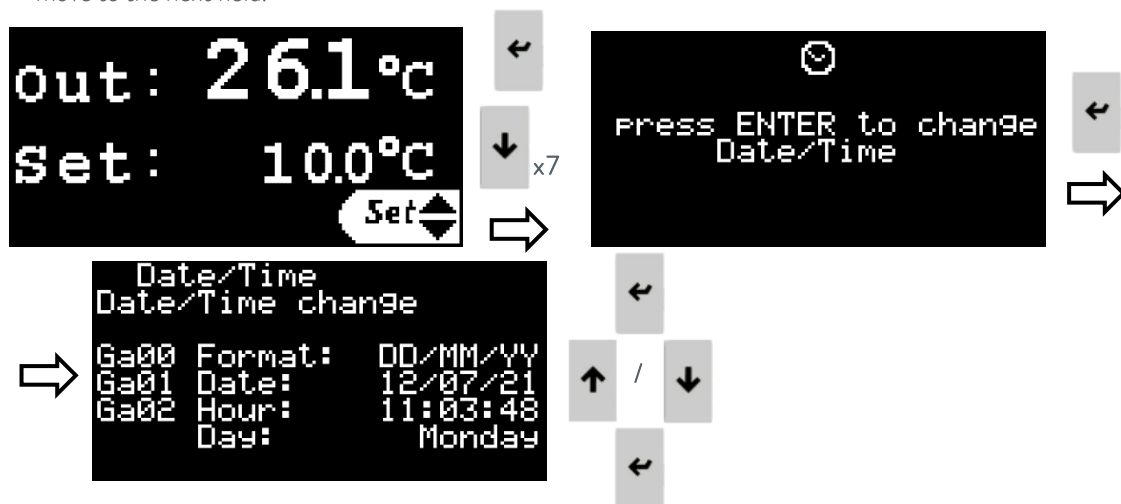 move to the next field.
Out: 26.1°C
Set: 10.0°C
Set
x7
press ENTER to change
Date/Time
Date/Time
Date/Time change
Ga00 Format: DD/MM/YY
Ga01 Date: 12/07/21
Ga02 Hour: 11:03:48
Day: Monday
/